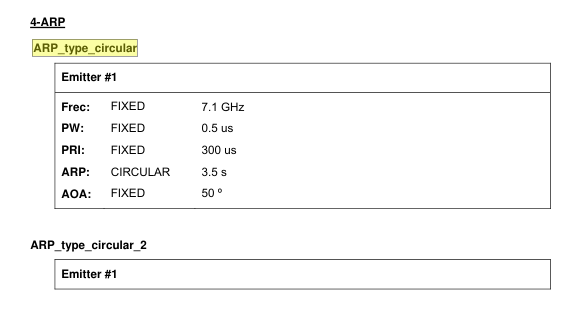 4-ARP
ARP_type_circular
Emitter #1
Frec: FIXED 7.1 GHz
PW: FIXED 0.5 us
PRI: FIXED 300 us
ARP: CIRCULAR 3.5 s
AOA: FIXED 50 º
ARP_type_circular_2
Emitter #1